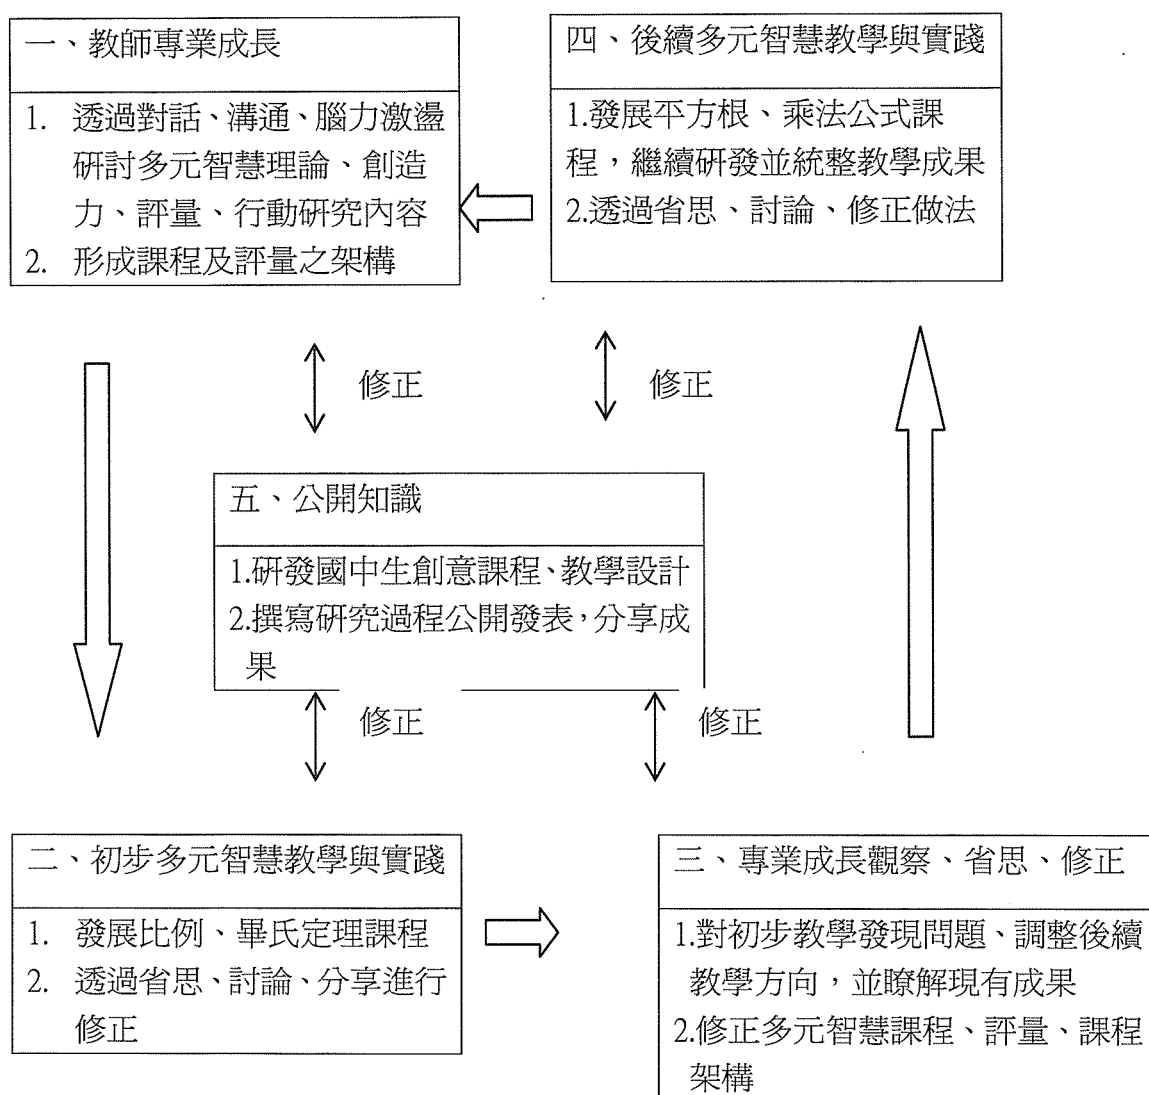 一、教師專業成長
1. 透過對話、溝通、腦力激盪
研討多元智慧理論、創造
力、評量、行動研究內容
2. 形成課程及評量之架構
四、後續多元智慧教學與實踐
1.發展平方根、乘法公式課
程，繼續研發並統整教學成果
2.透過省思、討論、修正做法
修正
修正
五、公開知識
1.研發國中生創意課程、教學設計
2.撰寫研究過程公開發表，分享成
果
修正
修正
二、初步多元智慧教學與實踐
1. 發展比例、畢氏定理課程
2. 透過省思、討論、分享進行
修正
三、專業成長觀察、省思、修正
1.對初步教學發現問題、調整後續
教學方向，並瞭解現有成果
2.修正多元智慧課程、評量、課程
架構